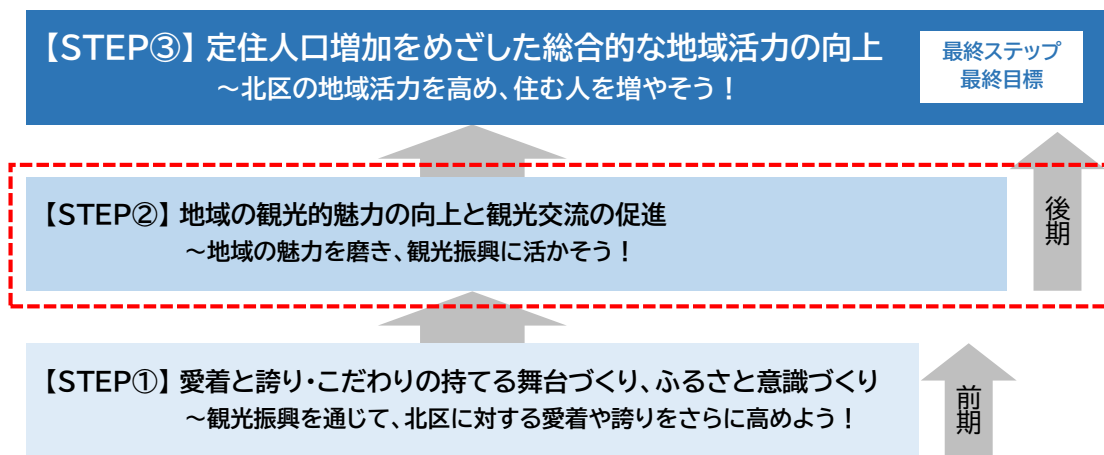 【STEP③】定住人口増加をめざした総合的な地域活力の向上
～北区の地域活力を高め、住む人を増やそう！
最終ステップ
最終目標
【STEP②】地域の観光的魅力の向上と観光交流の促進
～地域の魅力を磨き、観光振興に活かそう！
後期
【STEP①】愛着と誇り・こだわりの持てる舞台づくり、ふるさと意識づくり
～観光振興を通じて、北区に対する愛着や誇りをさらに高めよう！
前期